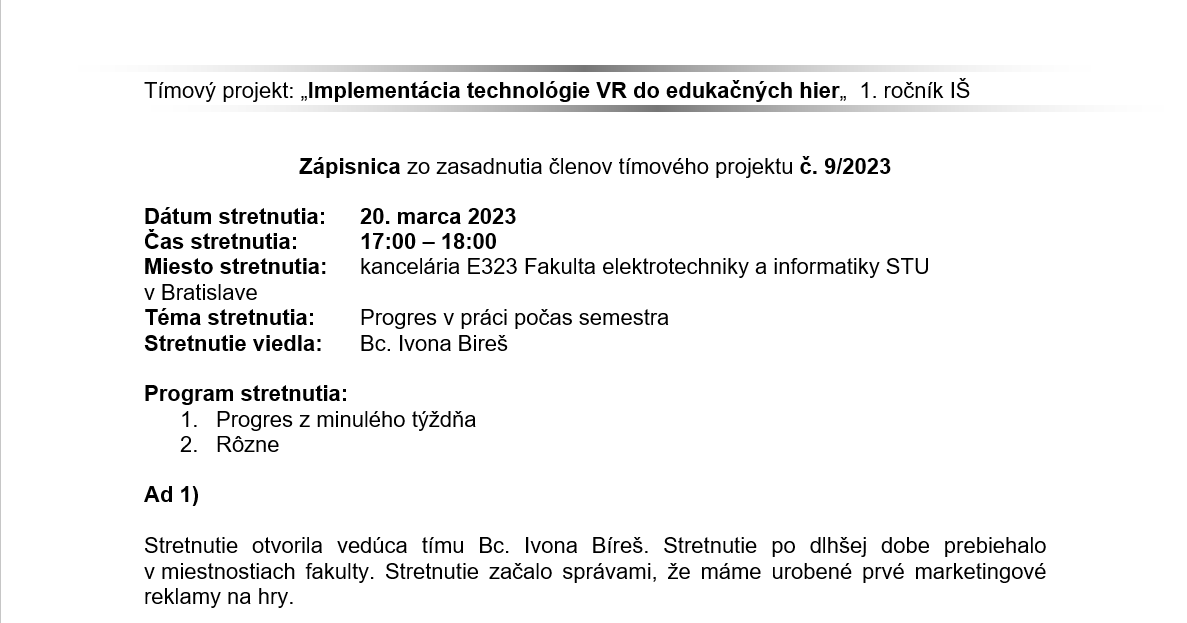 Tímový projekt: „Implementácia technológie VR do edukačných hier„ 1. ročník IŠ
Zápisnica zo zasadnutia členov tímového projektu č. 9/2023
Dátum stretnutia: 20. marca 2023
Čas stretnutia: 17:00 – 18:00
Miesto stretnutia: kancelária E323 Fakulta elektrotechniky a informatiky STU
v Bratislave
Téma stretnutia: Progres v práci počas semestra
Stretnutie viedla: Bc. Ivona Bireš
Program stretnutia:
1. Progres z minulého týždňa
2. Rôzne
Ad 1)
Stretnutie otvorila vedúca tímu Bc. Ivona Bíreš. Stretnutie po dlhšej dobe prebiehalo
v miestnostiach fakulty. Stretnutie začalo správami, že máme urobené prvé marketingové
reklamy na hry.